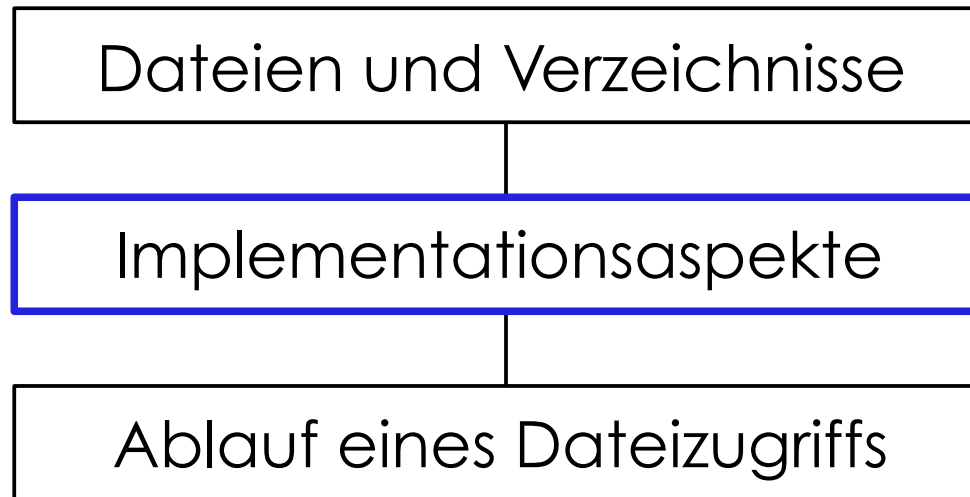 Dateien und Verzeichnisse
Implementationsaspekte
Ablauf eines Dateizugriffs